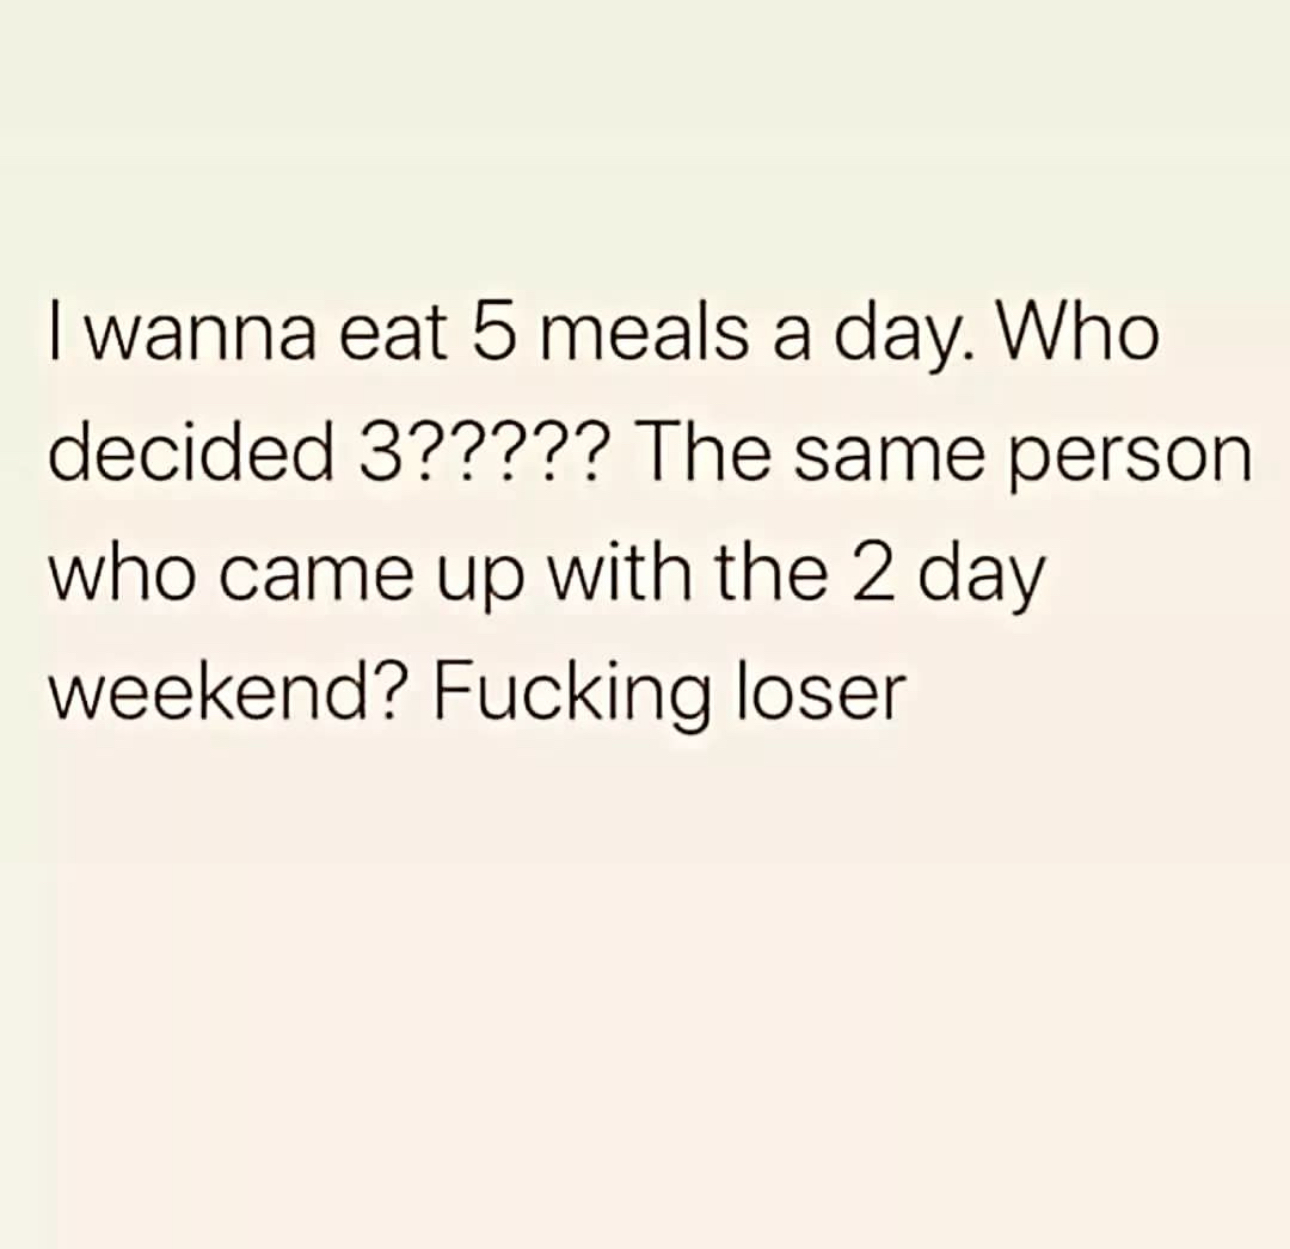 I wanna eat 5 meals a day. Who
decided 3????? The same person
who came up with the 2 day
weekend? Fucking loser